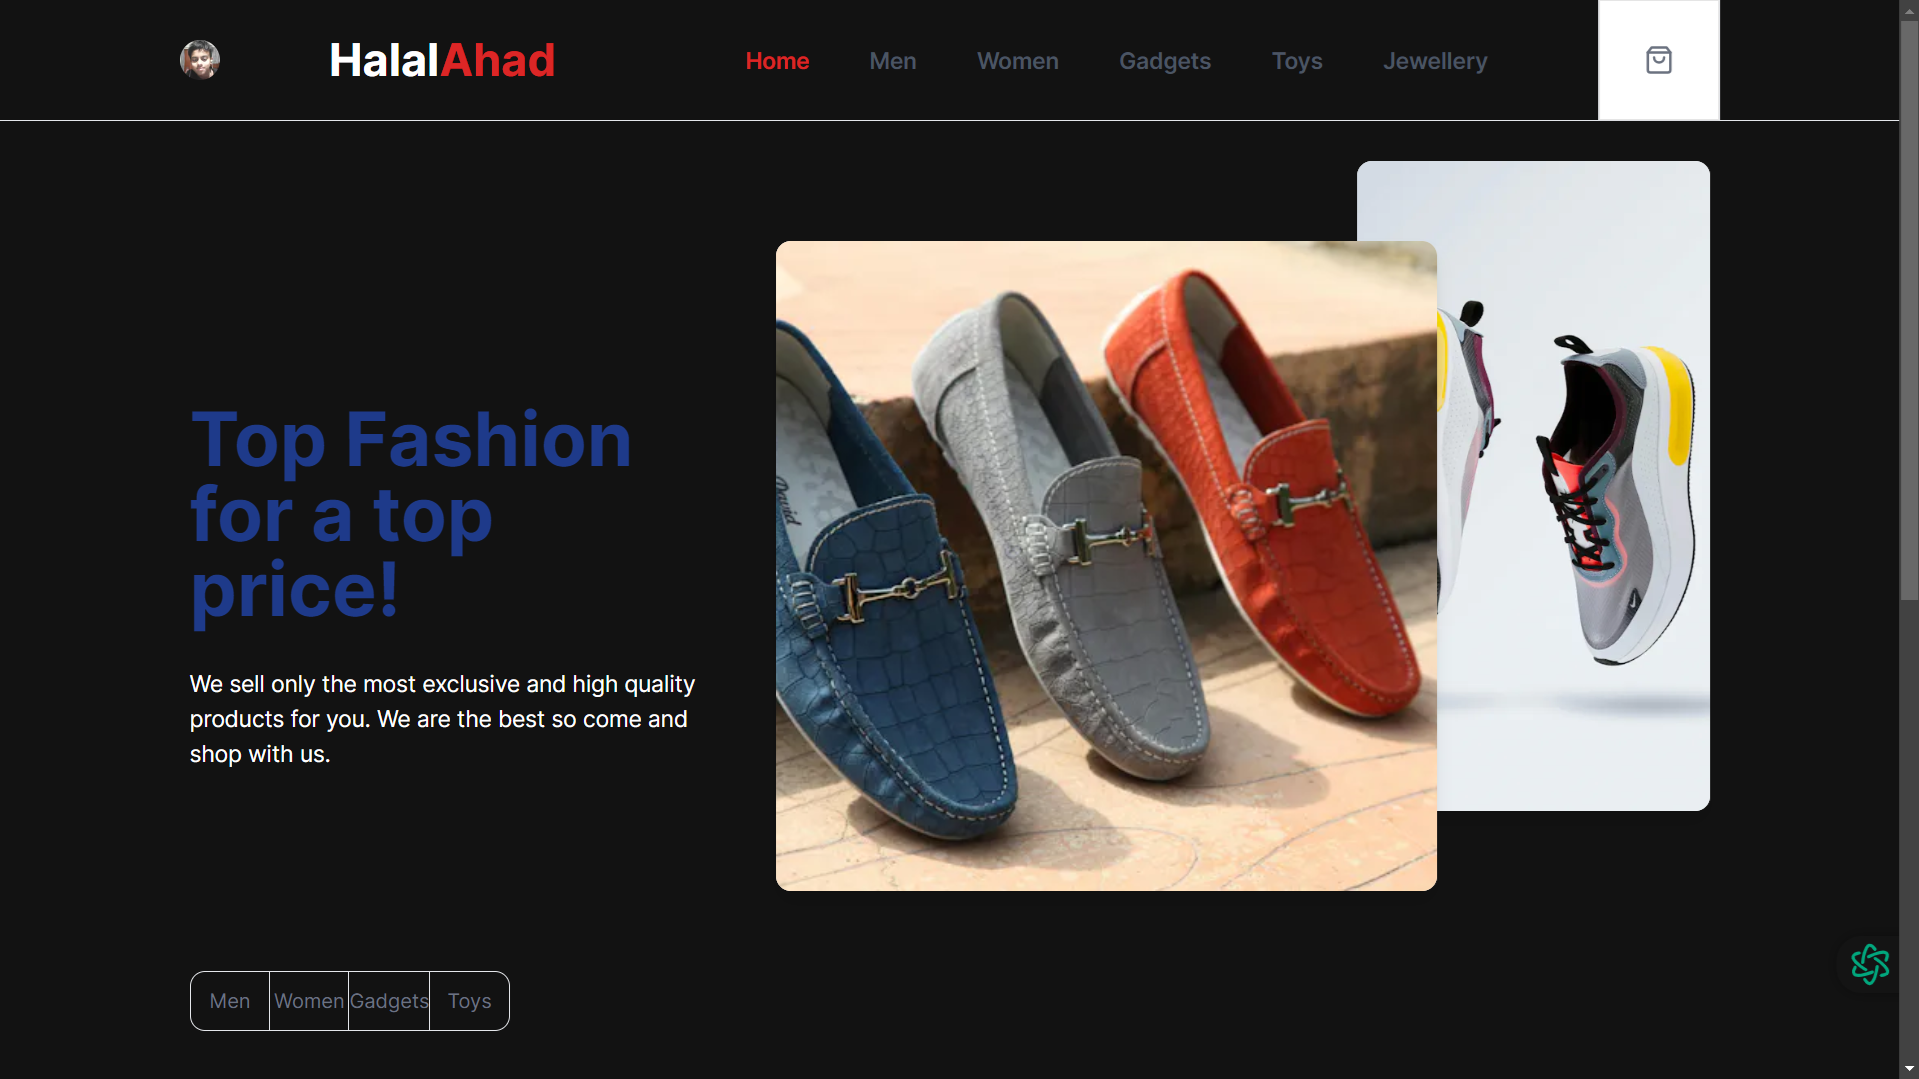 HalalAhad
Home Men Women Gadgets Toys Jewellery
Top Fashion
for a top
price!
We sell only the most exclusive and high quality
products for you. We are the best so come and
shop with us.
Men Women Gadgets Toys